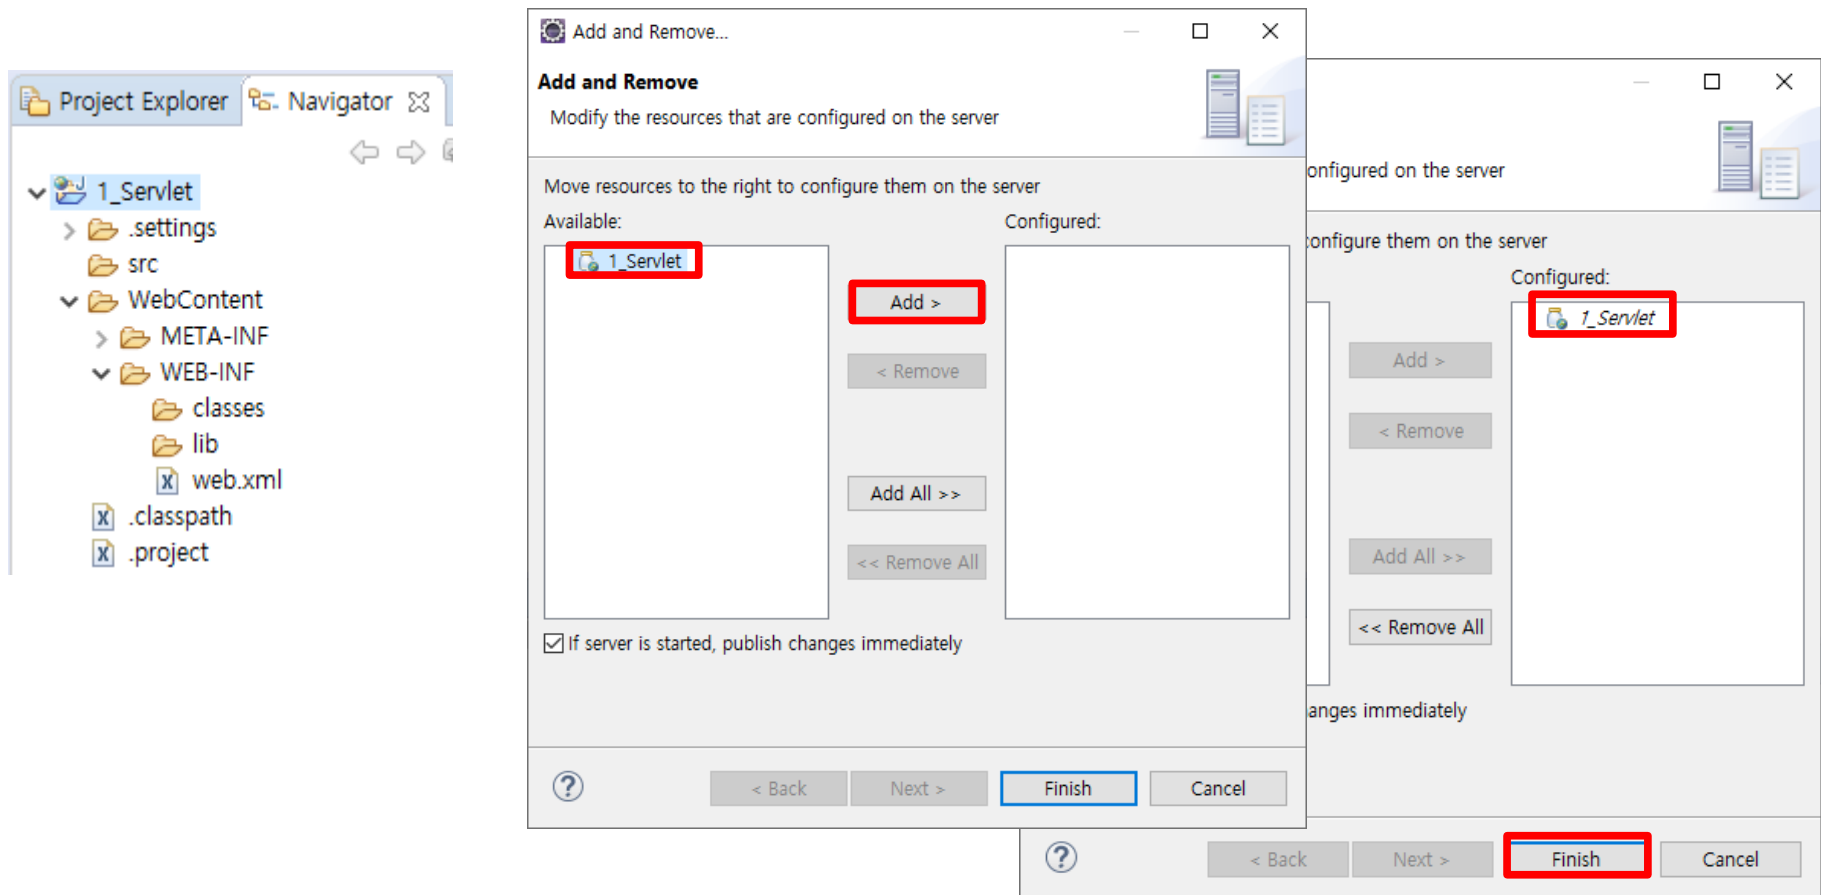 Project Explorer
Navigator
1_Servlet
.settings
src
WebContent
META-INF
WEB-INF
classes
lib
web.xml
.classpath
.project
Add and Remove...
Add and Remove
Modify the resources that are configured on the server
Move resources to the right to configure them on the server
Available:
Configured:
1_Servlet
Add >
< Remove
Add All >>
<< Remove All
If server is started, publish changes immediately
?
< Back
Next >
Finish
Cancel
onfigured on the server
configure them on the server
Configured:
1_Servlet
Add >
< Remove
Add All >>
<< Remove All
anges immediately
?
< Back
Next >
Finish
Cancel